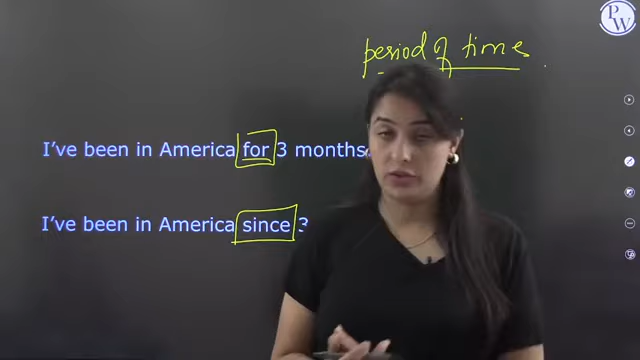 PW
period of time
I've been in America for 3 months
I've been in America since 3